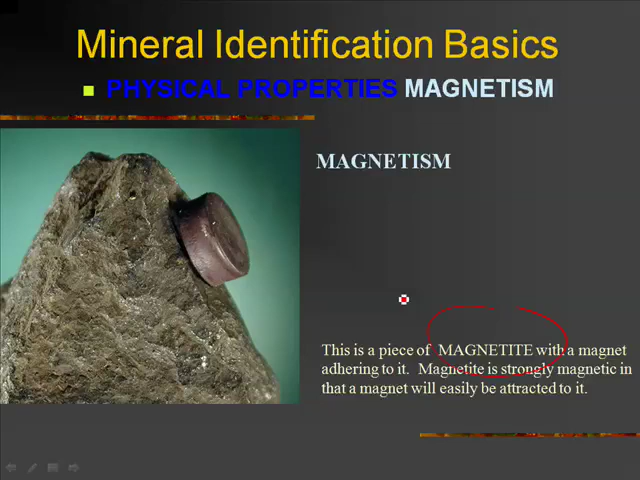 Mineral Identification Basics
PHYSICAL PROPERTIES MAGNETISM
MAGNETISM
This is a piece of MAGNETITE with a magnet
adhering to it. Magnetite is strongly magnetic in
that a magnet will easily be attracted to it.